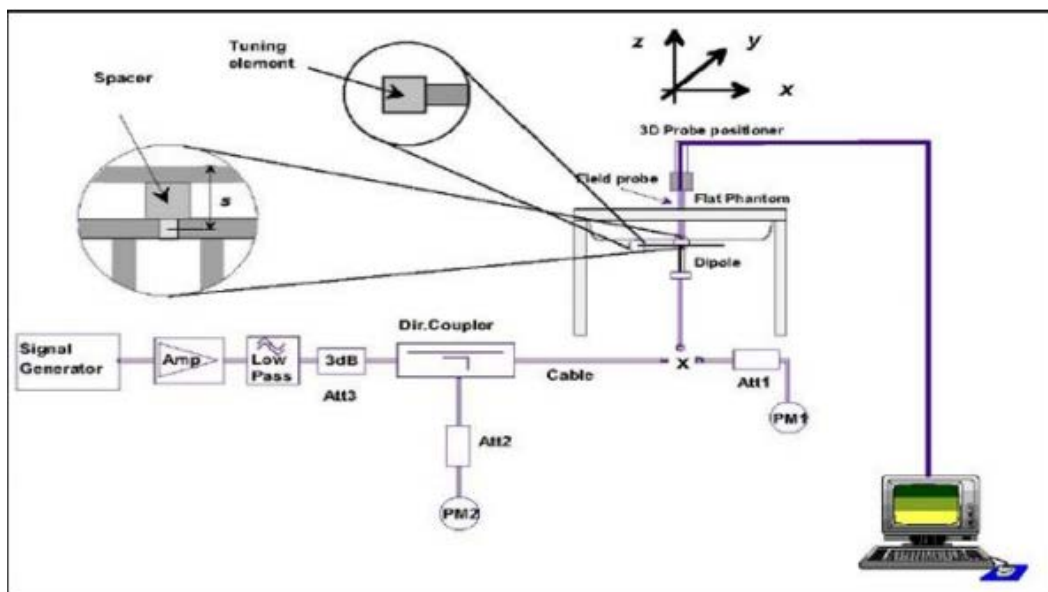 Tuning
element
Spacer
s
z
y
x
3D Probe positioner
Field probe
Flat Phantom
Dipole
Signal
Generator
Amp
Low
Pass
3dB
Att3
Dir.Coupler
Cable
X
Att1
PM1
Att2
PM2